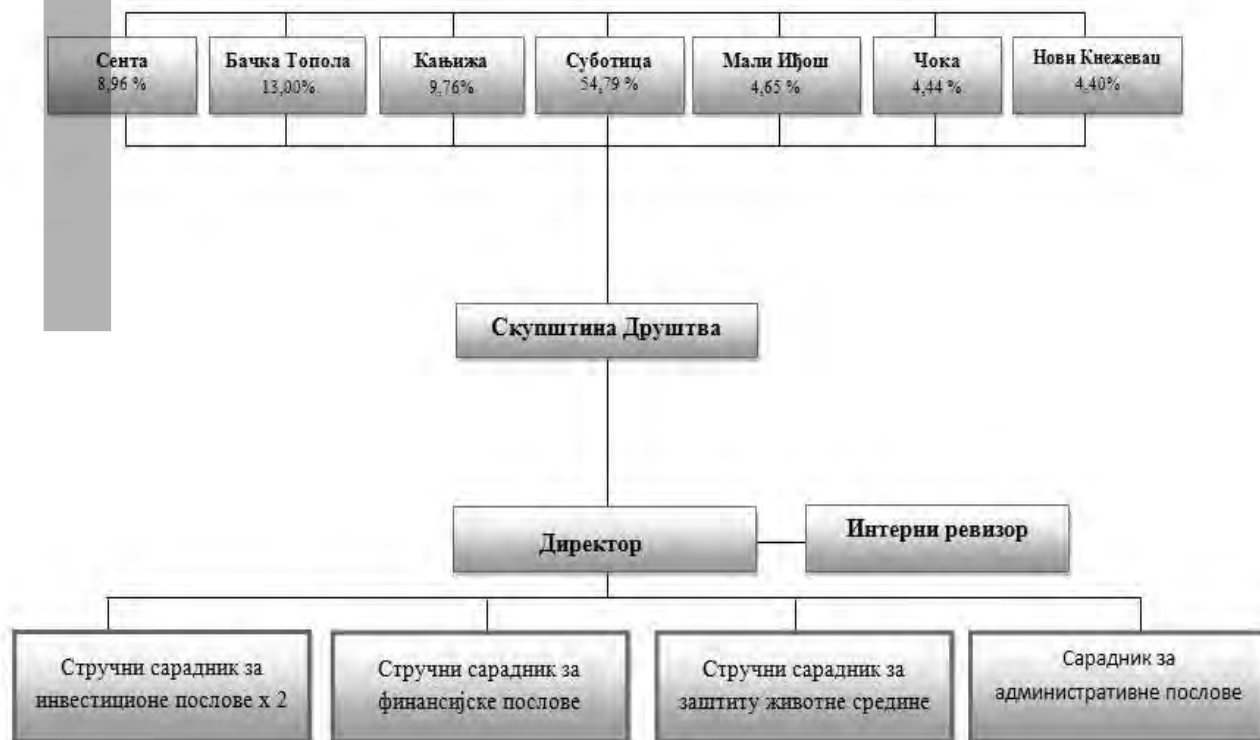 Сента
8,96 %
Бачка Топола
13,00%
Кањижа
9,76%
Суботица
54,79 %
Мали Иђош
4,65 %
Чока
4,44 %
Нови Кнежевац
4,40%
Скупштина Друштва
Директор
Интерни ревизор
Стручни сарадник за
инвестиционе послове х 2
Стручни сарадник за
финансијске послове
Стручни сарадник за
заштиту животне средине
Сарадник за
административне послове